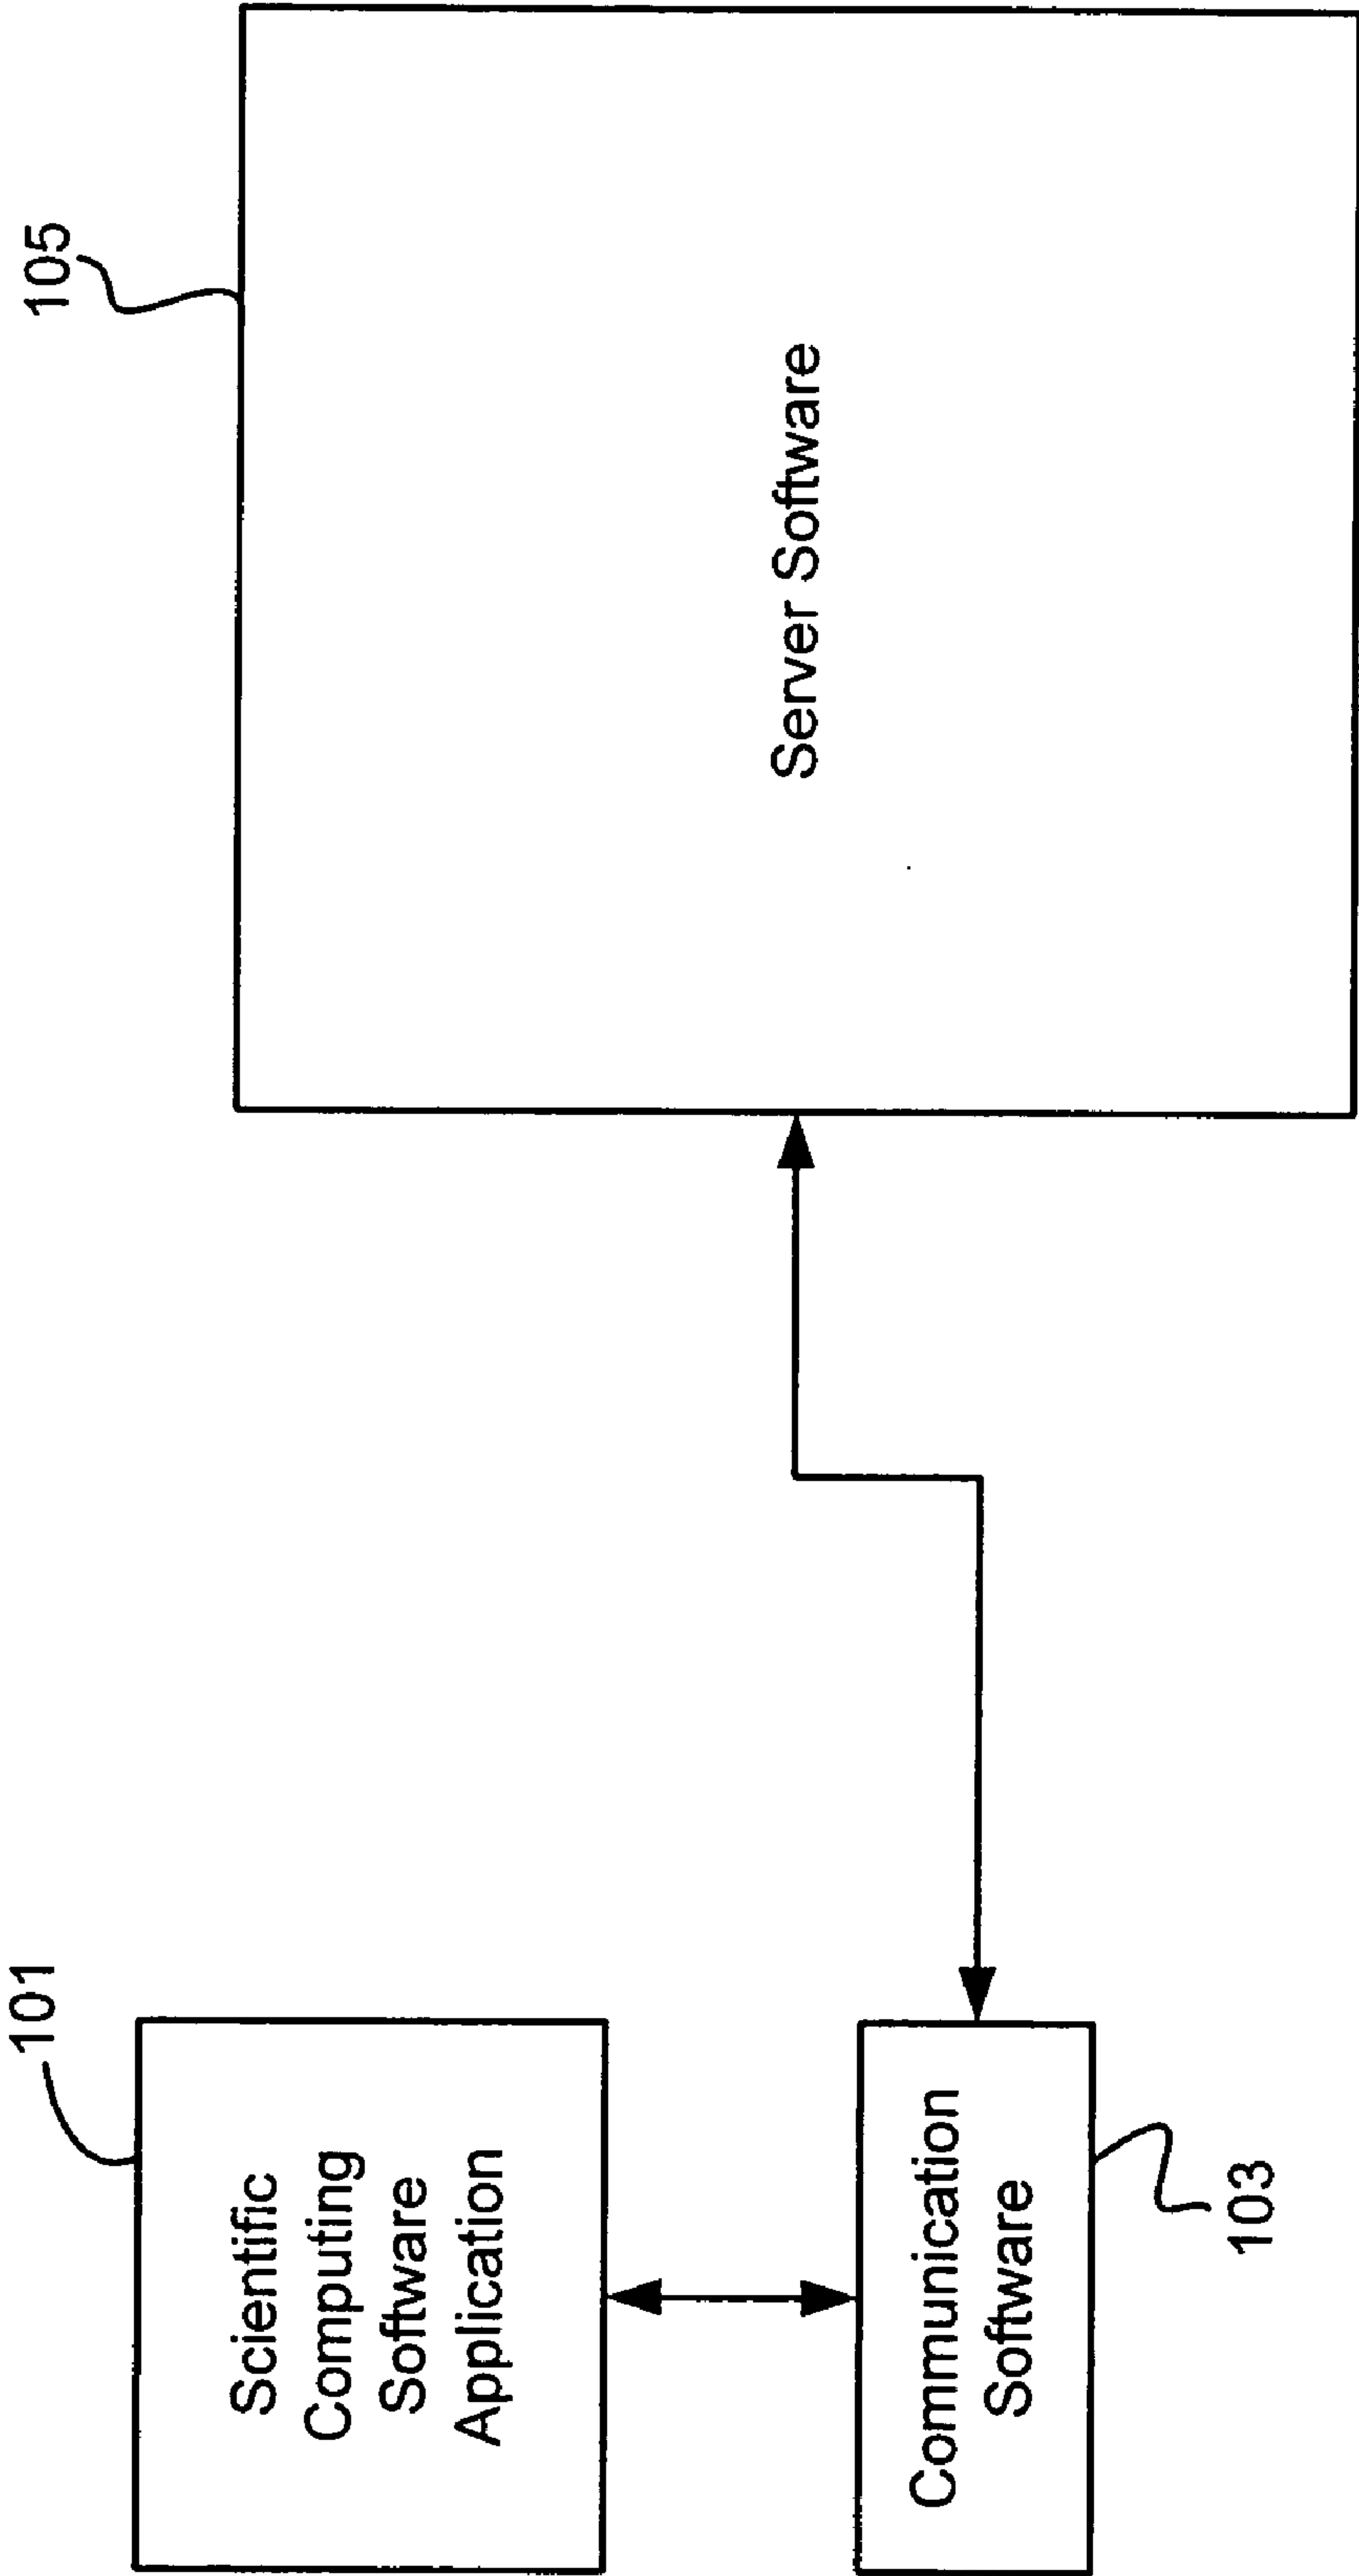 101
Scientific
Computing
Software
Application
Communication
Software
103
105
Server Software